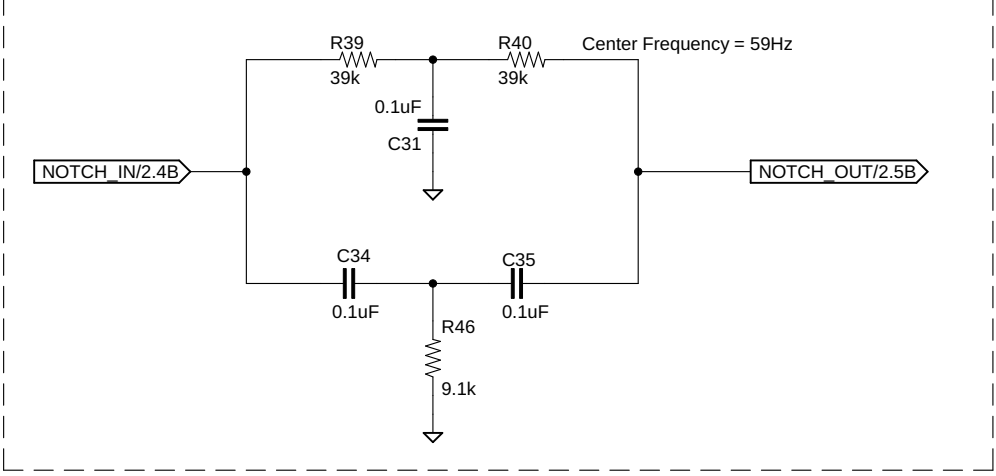 R39
R40
Center Frequency = 59Hz
39k
39k
0.1uF
C31
NOTCH_IN/2.4B
NOTCH_OUT/2.5B
C34
C35
0.1uF
0.1uF
R46
9.1k